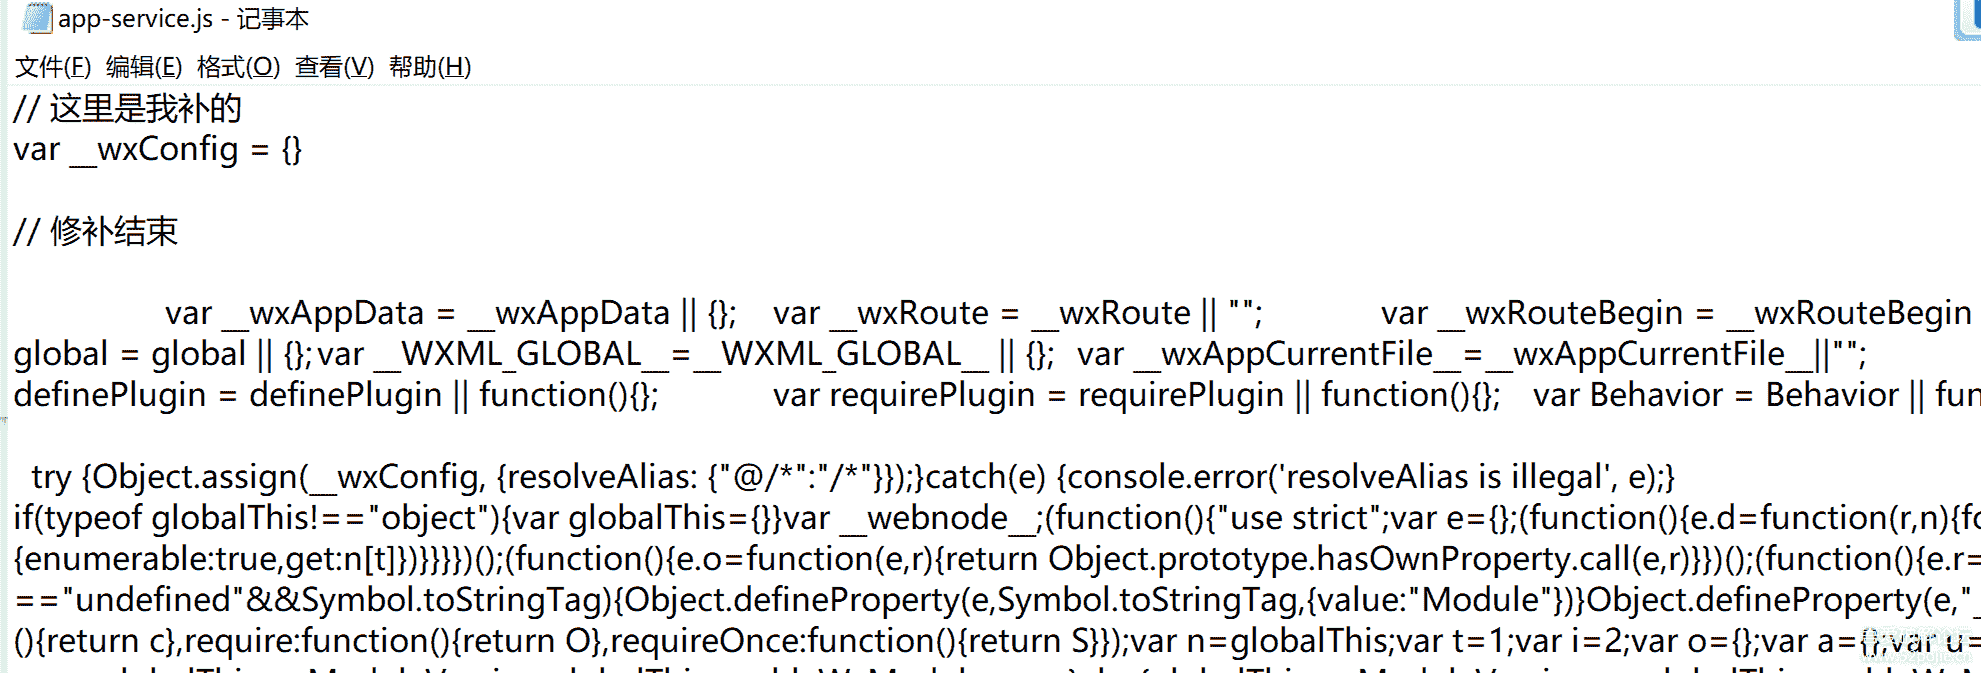 app-service.js - 记事本
文件(F) 编辑(E) 格式(O) 查看(V) 帮助(H)
// 这里是我补的
var __wxConfig = {}
// 修补结束
var __wxAppData = __wxAppData || {}; var __wxRoute = __wxRoute || ""; var __wxRouteBegin = __wxRouteBegin
global = global || {};var __WXML_GLOBAL__=__WXML_GLOBAL__ || {}; var __wxAppCurrentFile__=__wxAppCurrentFile__||"";
definePlugin = definePlugin || function(){}; var requirePlugin = requirePlugin || function(){}; var Behavior = Behavior || fun
try {Object.assign(__wxConfig, {resolveAlias: {"@/*":"/*"}});}catch(e) {console.error('resolveAlias is illegal', e);}
if(typeof globalThis!=="object"){var globalThis={}}var __webnode__;(function(){"use strict";var e={};(function(){e.d=function(r,n){fo
{enumerable:true,get:n[t]})}}}})();(function(){e.o=function(e,r){return Object.prototype.hasOwnProperty.call(e,r)}})();(function(){e.r=
=="undefined"&&Symbol.toStringTag){Object.defineProperty(e,Symbol.toStringTag,{value:"Module"})}Object.defineProperty(e,"_
(){return c},require:function(){return O},requireOnce:function(){return S}});var n=globalThis;var t=1;var i=2;var o={};var a={};var u=